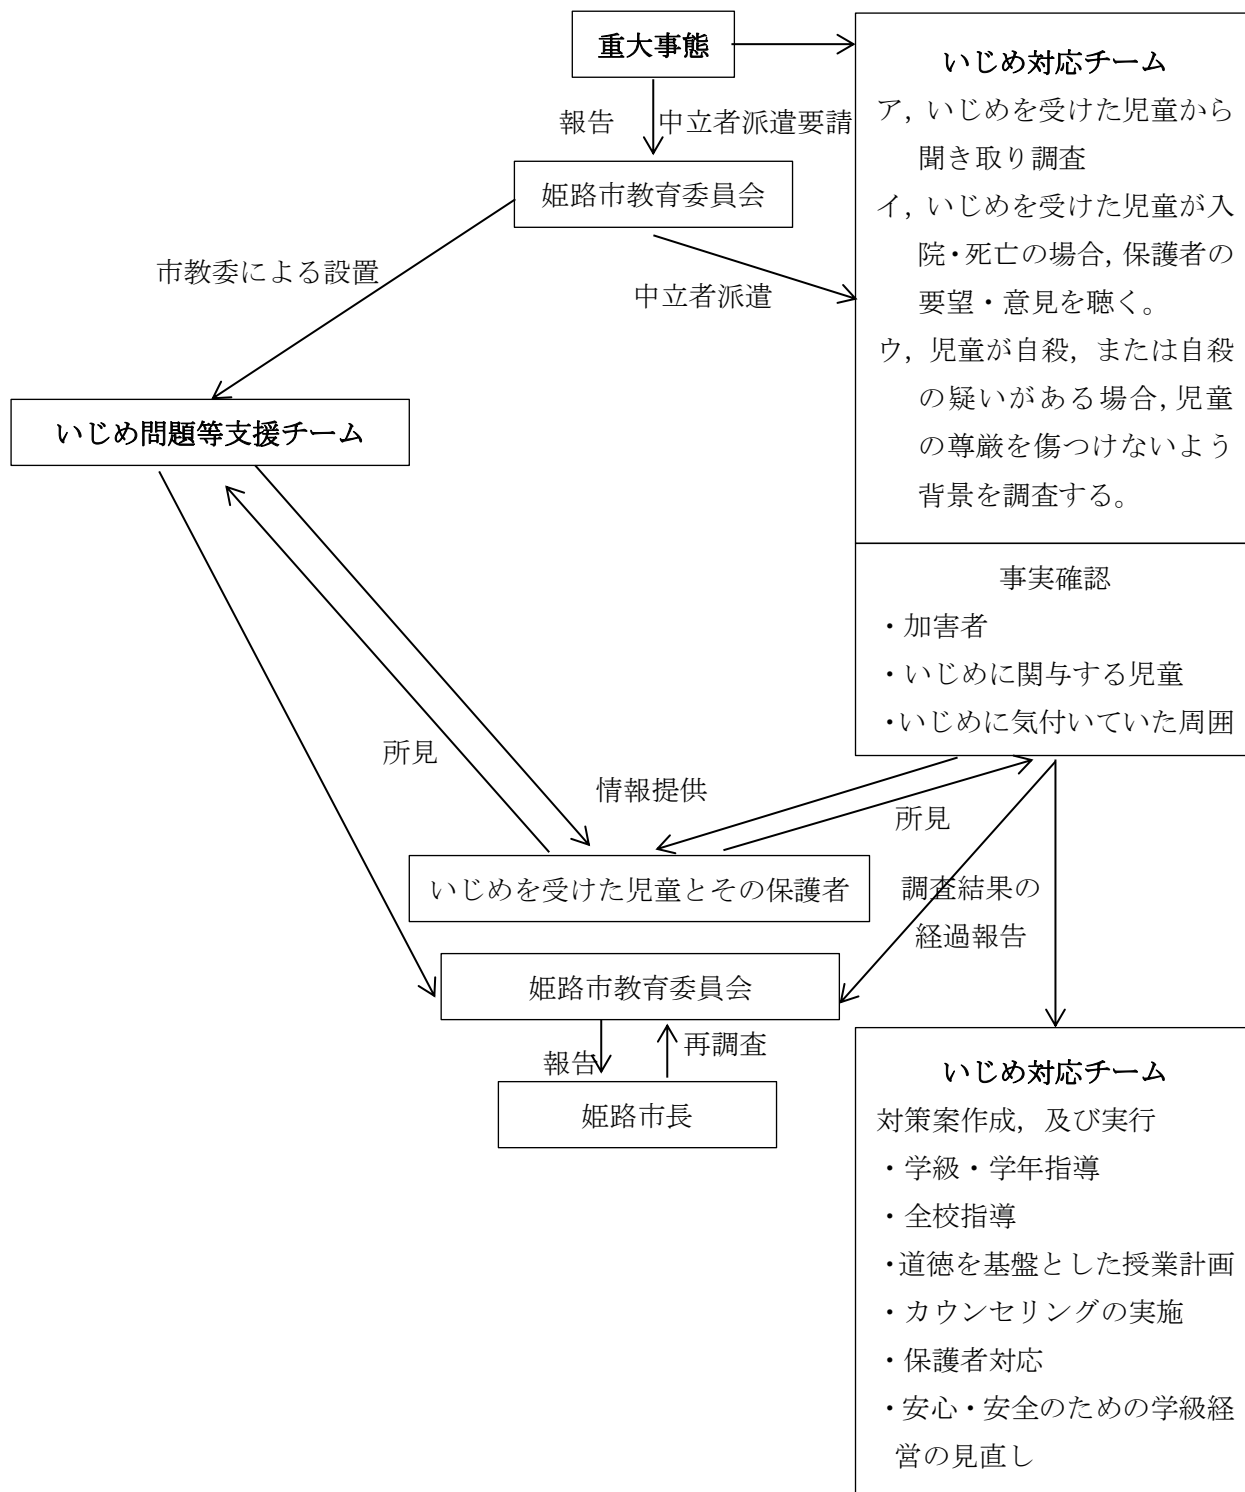 重大事態
報告
中立者派遣要請
姫路市教育委員会
市教委による設置
中立者派遣
いじめ対応チーム
ア,いじめを受けた児童から
聞き取り調査
イ,いじめを受けた児童が入
院・死亡の場合,保護者の
要望・意見を聴く。
ウ,児童が自殺,または自殺
の疑いがある場合,児童
の尊厳を傷つけないよう
背景を調査する。
いじめ問題等支援チーム
事実確認
・加害者
・いじめに関与する児童
・いじめに気付いていた周囲
所見
情報提供
所見
いじめを受けた児童とその保護者
調査結果の
経過報告
姫路市教育委員会
報告
再調査
姫路市長
いじめ対応チーム
対策案作成,及び実行
・学級・学年指導
・全校指導
・道徳を基盤とした授業計画
・カウンセリングの実施
・保護者対応
・安心・安全のための学級経
営の見直し